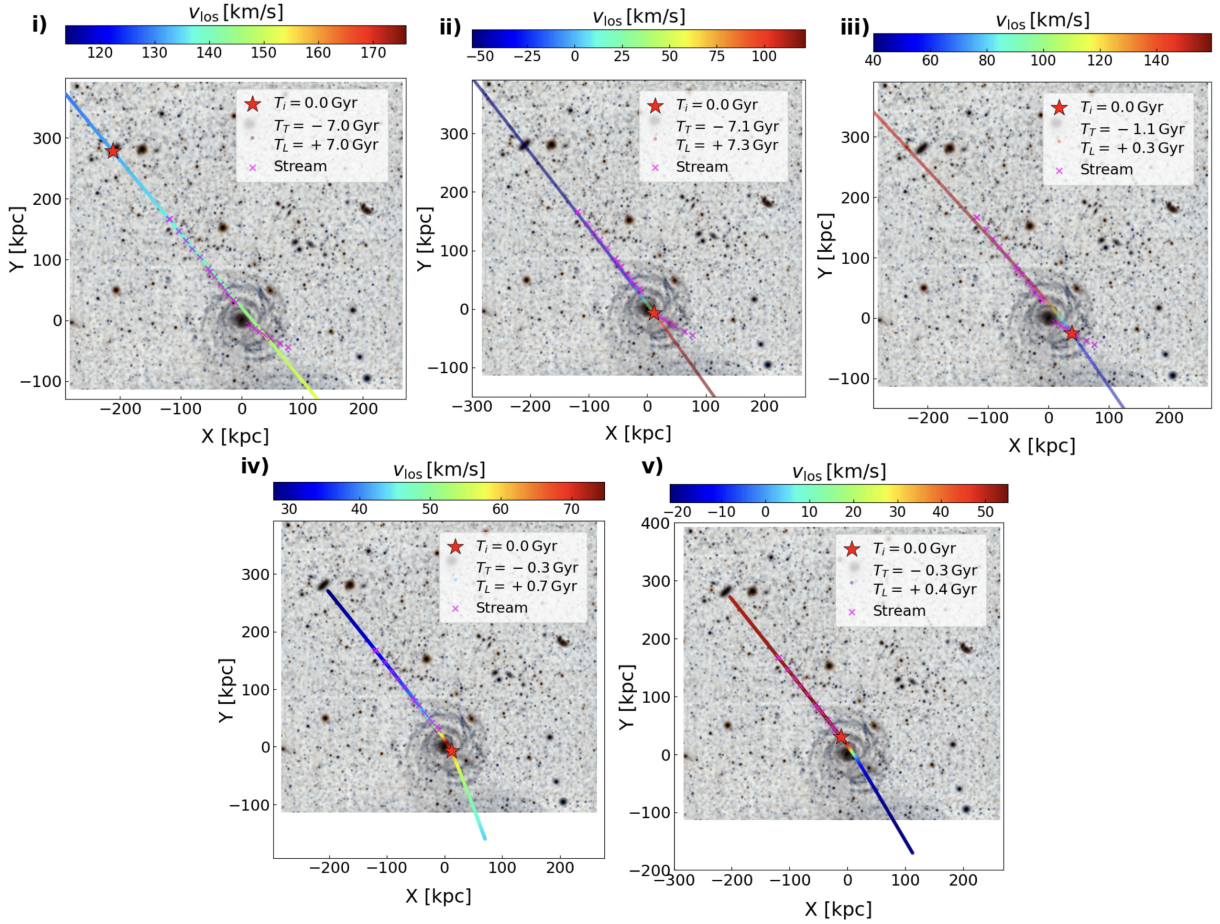 i)
v_los [km/s]
120 130 140 150 160 170
T_i = 0.0 Gyr
T_T = − 7.0 Gyr
T_L = + 7.0 Gyr
Stream
300
200
100
0
−100
Y [kpc]
−200 −100 0 100 200
X [kpc]
ii)
v_los [km/s]
−50 −25 0 25 50 75 100
T_i = 0.0 Gyr
T_T = − 7.1 Gyr
T_L = + 7.3 Gyr
Stream
300
200
100
0
−100
Y [kpc]
−300 −200 −100 0 100 200
X [kpc]
iii)
v_los [km/s]
40 60 80 100 120 140
T_i = 0.0 Gyr
T_T = − 1.1 Gyr
T_L = + 0.3 Gyr
Stream
300
200
100
0
−100
Y [kpc]
−200 −100 0 100 200
X [kpc]
iv)
v_los [km/s]
30 40 50 60 70
T_i = 0.0 Gyr
T_T = − 0.3 Gyr
T_L = + 0.7 Gyr
Stream
300
200
100
0
−100
Y [kpc]
−200 −100 0 100 200
X [kpc]
v)
v_los [km/s]
−20 −10 0 10 20 30 40 50
T_i = 0.0 Gyr
T_T = − 0.3 Gyr
T_L = + 0.4 Gyr
Stream
400
300
200
100
0
−100
−200
Y [kpc]
−300 −200 −100 0 100 200
X [kpc]